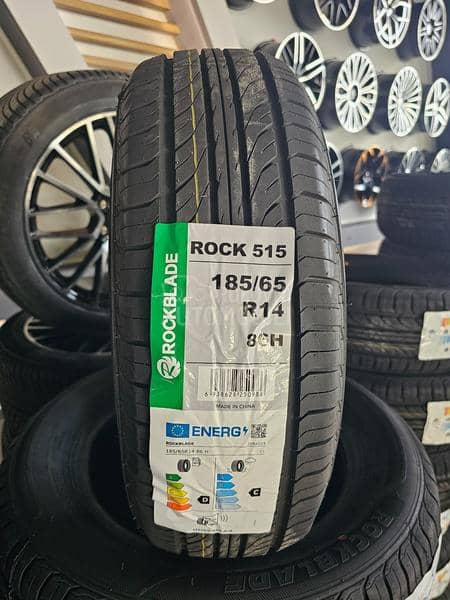 ROCKBLADE
ROCK 515
185/65
R14
86H
MADE IN CHINA
ENERG
ROCKBLADE
185/65R14 86 H
D
C
ROCKBLADE